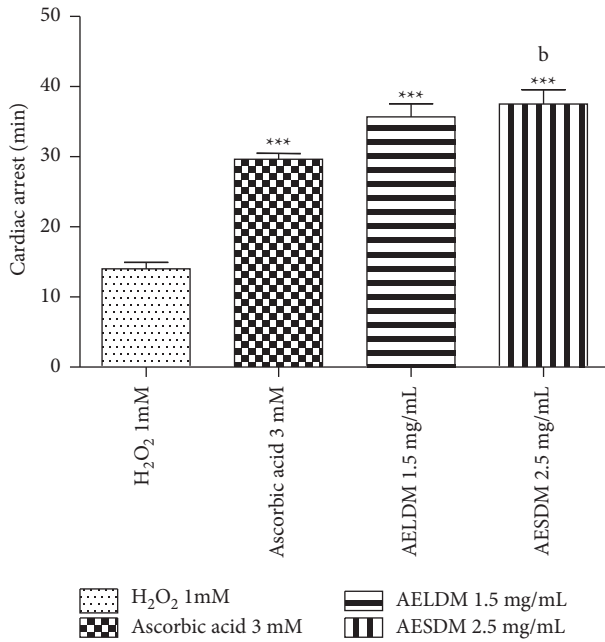 50
40
30
20
10
0
Cardiac arrest (min)
***
***
b
***
H₂O₂ 1mM
Ascorbic acid 3 mM
AELDM 1.5 mg/mL
AESDM 2.5 mg/mL
H₂O₂ 1mM
Ascorbic acid 3 mM
AELDM 1.5 mg/mL
AESDM 2.5 mg/mL